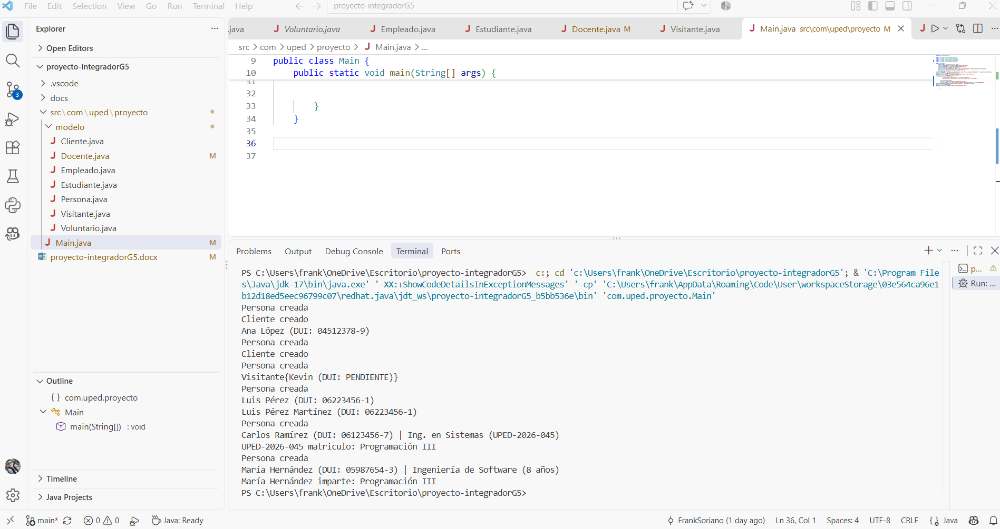 File Edit Selection View Go Run Terminal Help
proyecto-integradorG5
Explorer
Open Editors
proyecto-integradorG5
.vscode
docs
src\com\uped\proyecto
modelo
Cliente.java
Docente.java M
Empleado.java
Estudiante.java
Persona.java
Visitante.java
Voluntario.java
Main.java M
proyecto-integradorG5.docx M
3
Outline
{ } com.uped.proyecto
Main
main(String[]) : void
Timeline
Java Projects
.java Voluntario.java Empleado.java Estudiante.java Docente.java M Visitante.java Main.java src\com\uped\proyecto M
src > com > uped > proyecto > Main.java > ...
9 public class Main {
10 public static void main(String[] args) {
31
32
33 }
34 }
35
36
37
Problems Output Debug Console Terminal Ports
PS C:\Users\frank\OneDrive\Escritorio\proyecto-integradorG5> c:; cd 'c:\Users\frank\OneDrive\Escritorio\proyecto-integradorG5'; & 'C:\Program File
s\Java\jdk-17\bin\java.exe' '-XX:+ShowCodeDetailsInExceptionMessages' '-cp' 'C:\Users\frank\AppData\Roaming\Code\User\workspaceStorage\03e564ca96e1
b12d18ed5eec96799c07\redhat.java\jdt_ws\proyecto-integradorG5_b5bb536e\bin' 'com.uped.proyecto.Main'
Persona creada
Cliente creado
Ana López (DUI: 04512378-9)
Persona creada
Cliente creado
Persona creada
Visitante{Kevin (DUI: PENDIENTE)}
Persona creada
Luis Pérez (DUI: 06223456-1)
Luis Pérez Martínez (DUI: 06223456-1)
Persona creada
Carlos Ramírez (DUI: 06123456-7) | Ing. en Sistemas (UPED-2026-045)
UPED-2026-045 matriculo: Programación III
Persona creada
María Hernández (DUI: 05987654-3) | Ingeniería de Software (8 años)
María Hernández imparte: Programación III
PS C:\Users\frank\OneDrive\Escritorio\proyecto-integradorG5>
p...
Run: ...
main* 0 0 Java: Ready FrankSoriano (1 day ago) Ln 36, Col 1 Spaces: 4 UTF-8 CRLF { } Java